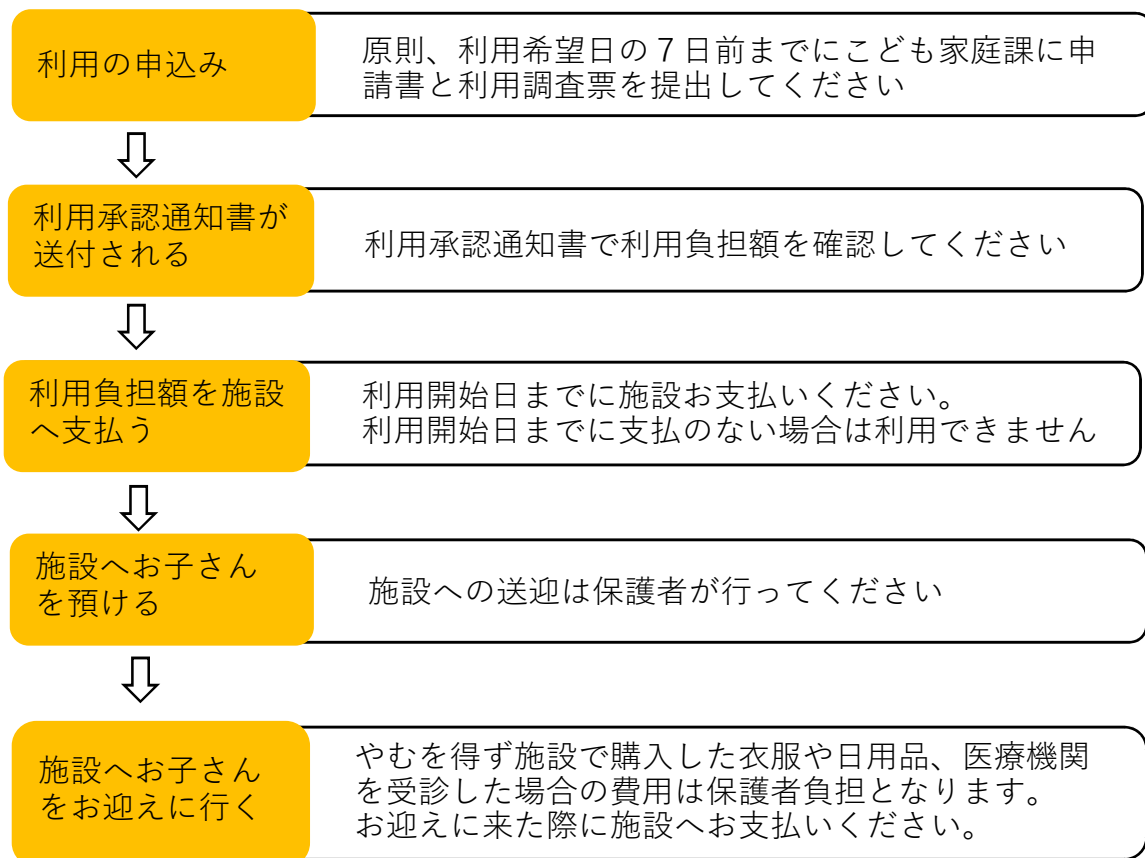 利用の申込み
原則、利用希望日の７日前までにこども家庭課に申
請書と利用調査票を提出してください
利用承認通知書が
送付される
利用承認通知書で利用負担額を確認してください
利用負担額を施設
へ支払う
利用開始日までに施設お支払いください。
利用開始日までに支払のない場合は利用できません
施設へお子さん
を預ける
施設への送迎は保護者が行ってください
施設へお子さん
をお迎えに行く
やむを得ず施設で購入した衣服や日用品、医療機関
を受診した場合の費用は保護者負担となります。
お迎えに来た際に施設へお支払いください。